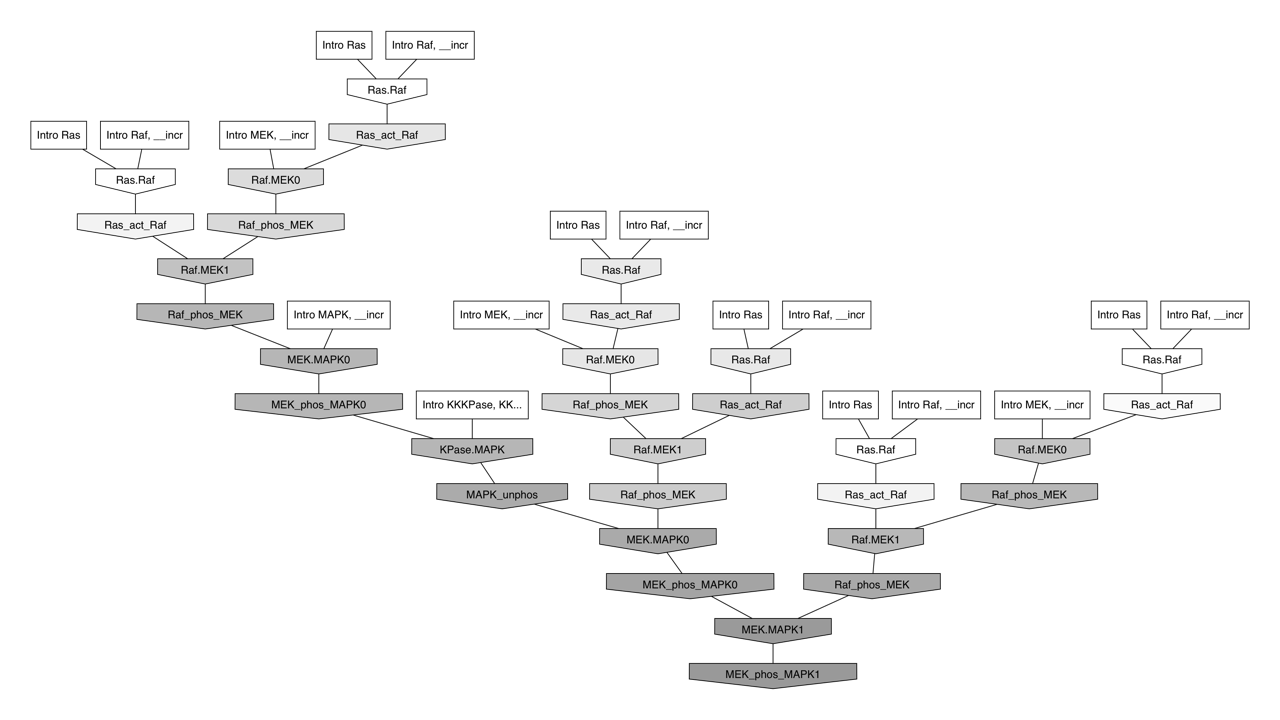 Intro Ras
Intro Raf, __incr
Ras.Raf
Intro Ras
Intro Raf, __incr
Intro MEK, __incr
Ras_act_Raf
Ras.Raf
Raf.MEK0
Ras_act_Raf
Raf_phos_MEK
Intro Ras
Intro Raf, __incr
Raf.MEK1
Ras.Raf
Raf_phos_MEK
Intro MAPK, __incr
Intro MEK, __incr
Ras_act_Raf
Intro Ras
Intro Raf, __incr
Intro Ras
Intro Raf, __incr
MEK.MAPK0
Raf.MEK0
Ras.Raf
Ras.Raf
MEK_phos_MAPK0
Intro KKKPase, KK...
Raf_phos_MEK
Ras_act_Raf
Intro Ras
Intro Raf, __incr
Intro MEK, __incr
Ras_act_Raf
KPase.MAPK
Raf.MEK1
Ras.Raf
Raf.MEK0
MAPK_unphos
Raf_phos_MEK
Ras_act_Raf
Raf_phos_MEK
MEK.MAPK0
Raf.MEK1
MEK_phos_MAPK0
Raf_phos_MEK
MEK.MAPK1
MEK_phos_MAPK1